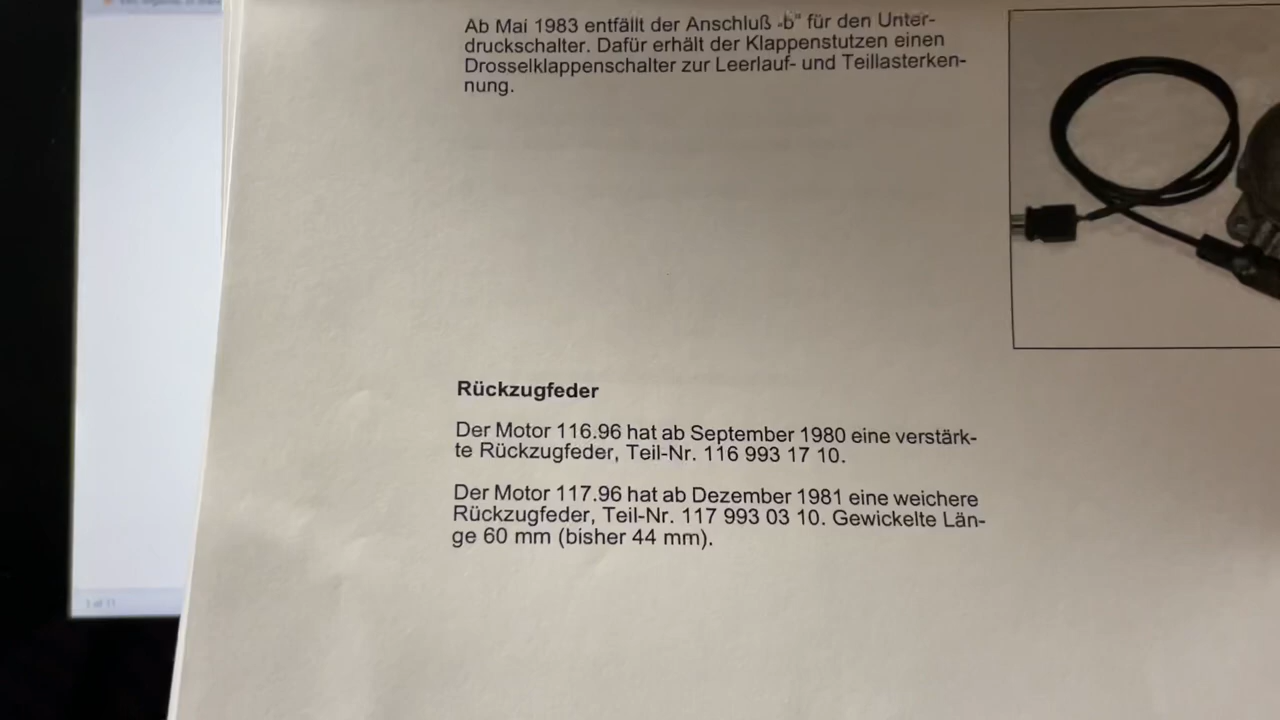 Ab Mai 1983 entfällt der Anschluß „b" für den Unter-
druckschalter. Dafür erhält der Klappenstutzen einen
Drosselklappenschalter zur Leerlauf- und Teillasterken-
nung.
Rückzugfeder
Der Motor 116.96 hat ab September 1980 eine verstärk-
te Rückzugfeder, Teil-Nr. 116 993 17 10.
Der Motor 117.96 hat ab Dezember 1981 eine weichere
Rückzugfeder, Teil-Nr. 117 993 03 10. Gewickelte Län-
ge 60 mm (bisher 44 mm).